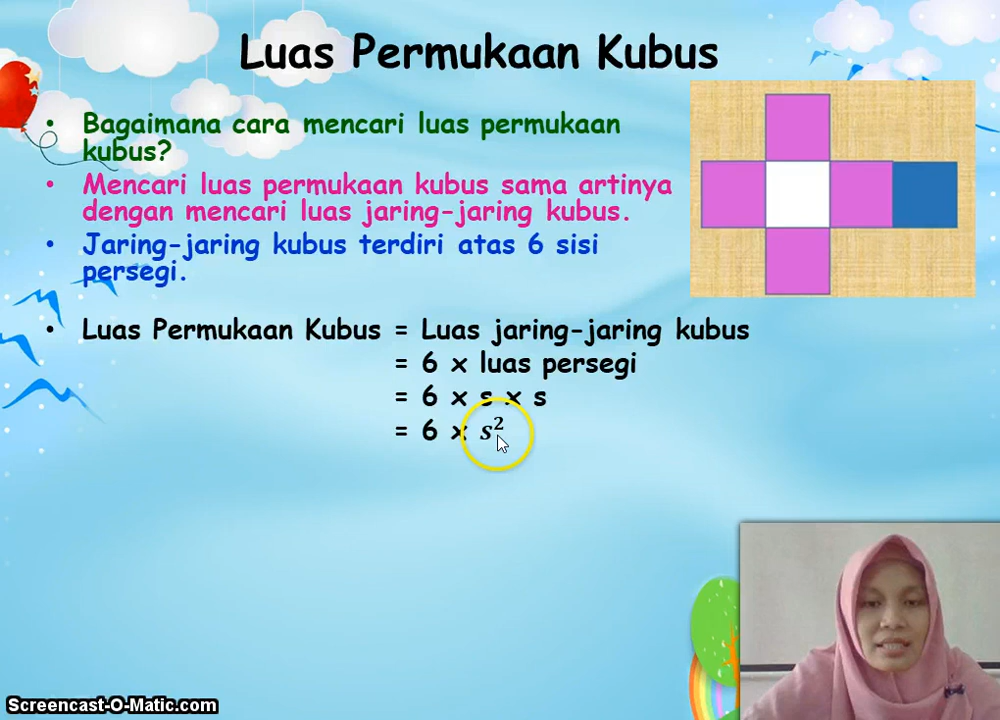 Luas Permukaan Kubus
• Bagaimana cara mencari luas permukaan
kubus?
• Mencari luas permukaan kubus sama artinya
dengan mencari luas jaring-jaring kubus.
• Jaring-jaring kubus terdiri atas 6 sisi
persegi.
• Luas Permukaan Kubus = Luas jaring-jaring kubus
= 6 x luas persegi
= 6 x s x s
= 6 x s²
Screencast-O-Matic.com